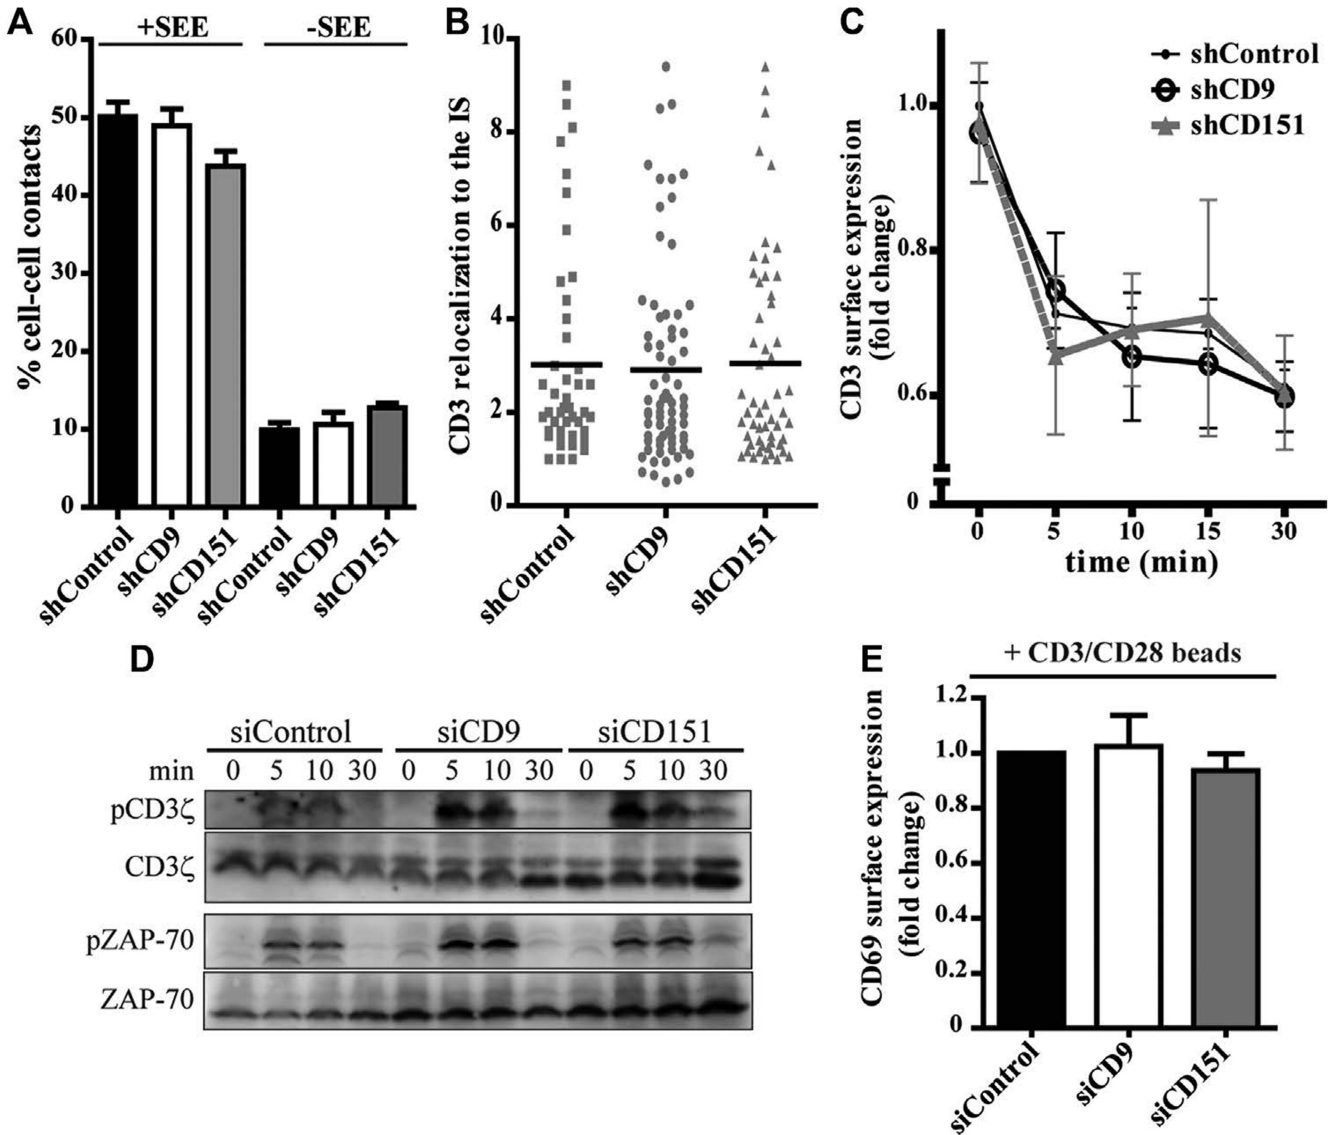 A
+SEE
-SEE
% cell-cell contacts
60
50
40
30
20
10
0
shControl
shCD9
shCD151
shControl
shCD9
shCD151
B
CD3 relocalization to the IS
10
8
6
4
2
0
shControl
shCD9
shCD151
C
CD3 surface expression
(fold change)
1.0
0.8
0.6
0
shControl
shCD9
shCD151
0
5
10
15
30
time (min)
D
siControl
siCD9
siCD151
min 0 5 10 30 0 5 10 30 0 5 10 30
pCD3ζ
CD3ζ
pZAP-70
ZAP-70
E
+ CD3/CD28 beads
CD69 surface expression
(fold change)
1.2
1.0
0.8
0.6
0.4
0.2
0
siControl
siCD9
siCD151